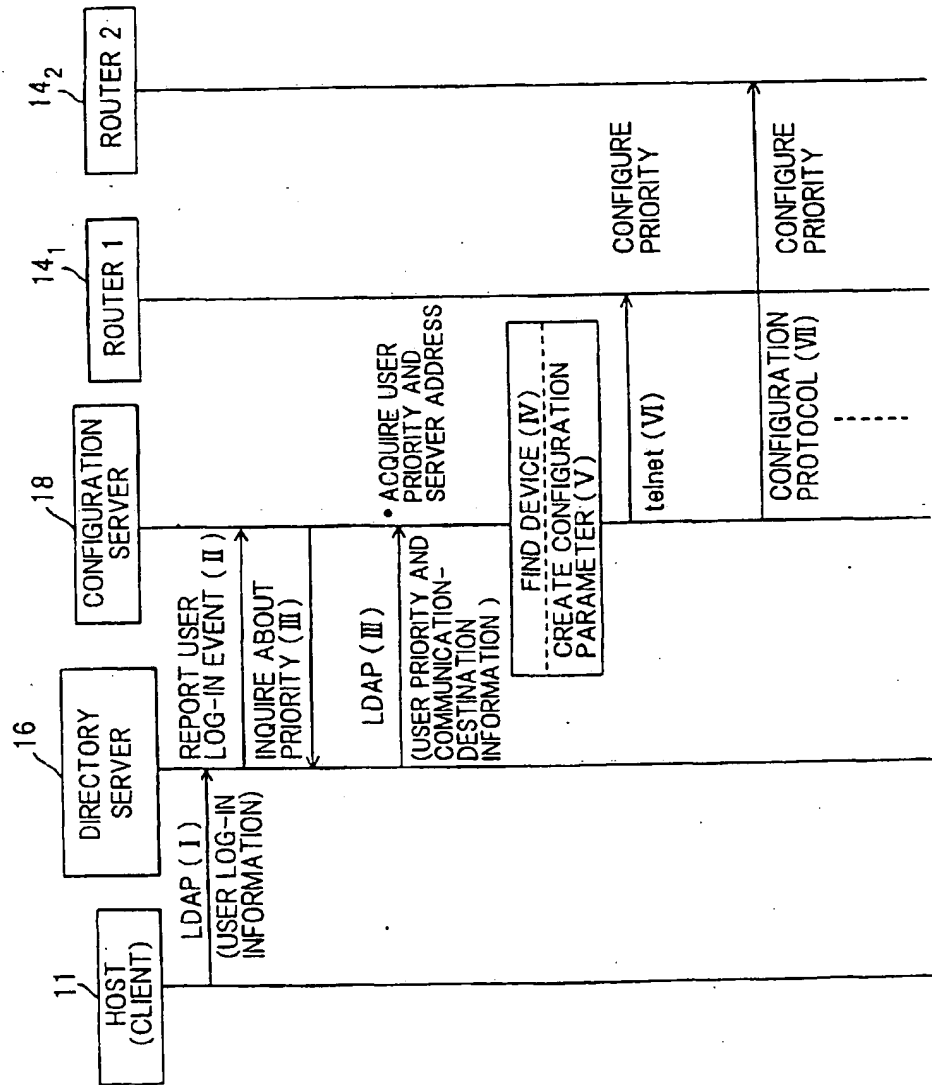 11
HOST
(CLIENT)
16
DIRECTORY
SERVER
18
CONFIGURATION
SERVER
14₁
ROUTER 1
14₂
ROUTER 2
LDAP (Ⅰ)
(USER LOG-IN
INFORMATION)
REPORT USER
LOG-IN EVENT (Ⅱ)
INQUIRE ABOUT
PRIORITY (Ⅲ)
LDAP (Ⅲ)
(USER PRIORITY AND
COMMUNICATION-
DESTINATION
INFORMATION)
• ACQUIRE USER
PRIORITY AND
SERVER ADDRESS
FIND DEVICE (Ⅳ)
CREATE CONFIGURATION
PARAMETER (Ⅴ)
telnet (Ⅵ)
CONFIGURE
PRIORITY
CONFIGURATION
PROTOCOL (Ⅶ)
CONFIGURE
PRIORITY